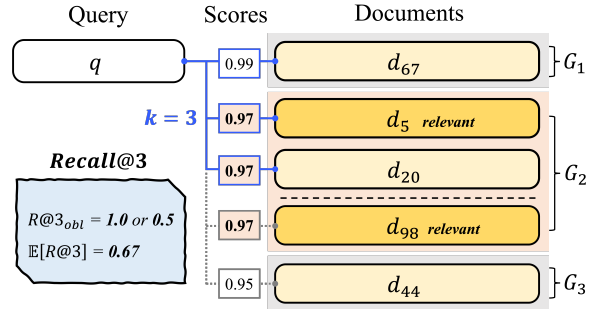 Query Scores Documents
q 0.99 d₆₇ G₁
k = 3 0.97 d₅ relevant
0.97 d₂₀ G₂
Recall@3
R@3ₒbₗ = 1.0 or 0.5
0.97 d₉₈ relevant
𝔼[R@3] = 0.67
0.95 d₄₄ G₃